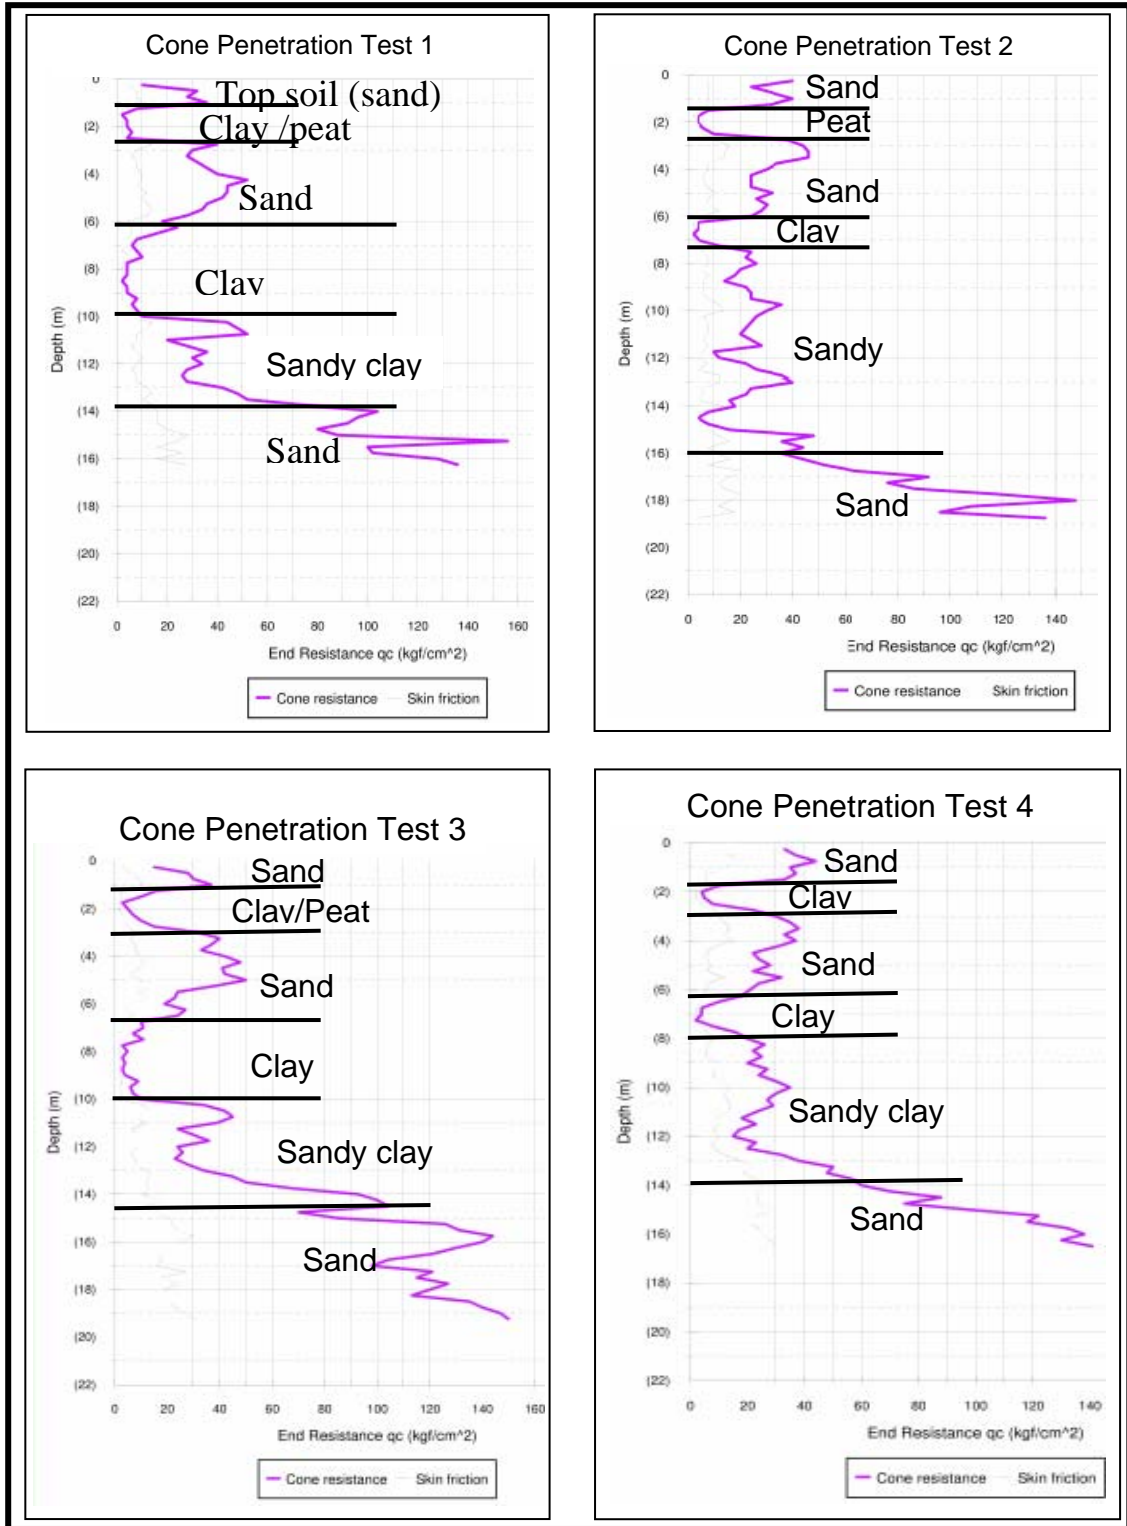 Cone Penetration Test 1
0
Top soil (sand)
(2)
Clay /peat
(4)
Sand
(6)
(8)
Clav
(10)
Depth (m)
(12)
Sandy clay
(14)
Sand
(16)
(18)
(20)
(22)
0 20 40 60 80 100 120 140 160
End Resistance qc (kgf/cm^2)
Cone resistance Skin friction
Cone Penetration Test 2
0
Sand
(2)
Peat
(4)
Sand
(6)
Clav
(8)
(10)
Depth (m)
Sandy
(12)
(14)
(16)
(18)
Sand
(20)
(22)
0 20 40 60 80 100 120 140
End Resistance qc (kgf/cm^2)
Cone resistance Skin friction
Cone Penetration Test 3
0
Sand
(2)
Clav/Peat
(4)
Sand
(6)
(8)
Clay
(10)
Depth (m)
(12)
Sandy clay
(14)
(16)
Sand
(18)
(20)
(22)
0 20 40 60 80 100 120 140 160
End Resistance qc (kgf/cm^2)
Cone resistance Skin friction
Cone Penetration Test 4
0
Sand
(2)
Clav
(4)
Sand
(6)
Clay
(8)
(10)
Depth (m)
Sandy clay
(12)
(14)
Sand
(16)
(18)
(20)
(22)
0 20 40 60 80 100 120 140
End Resistance qc (kgf/cm^2)
Cone resistance Skin friction